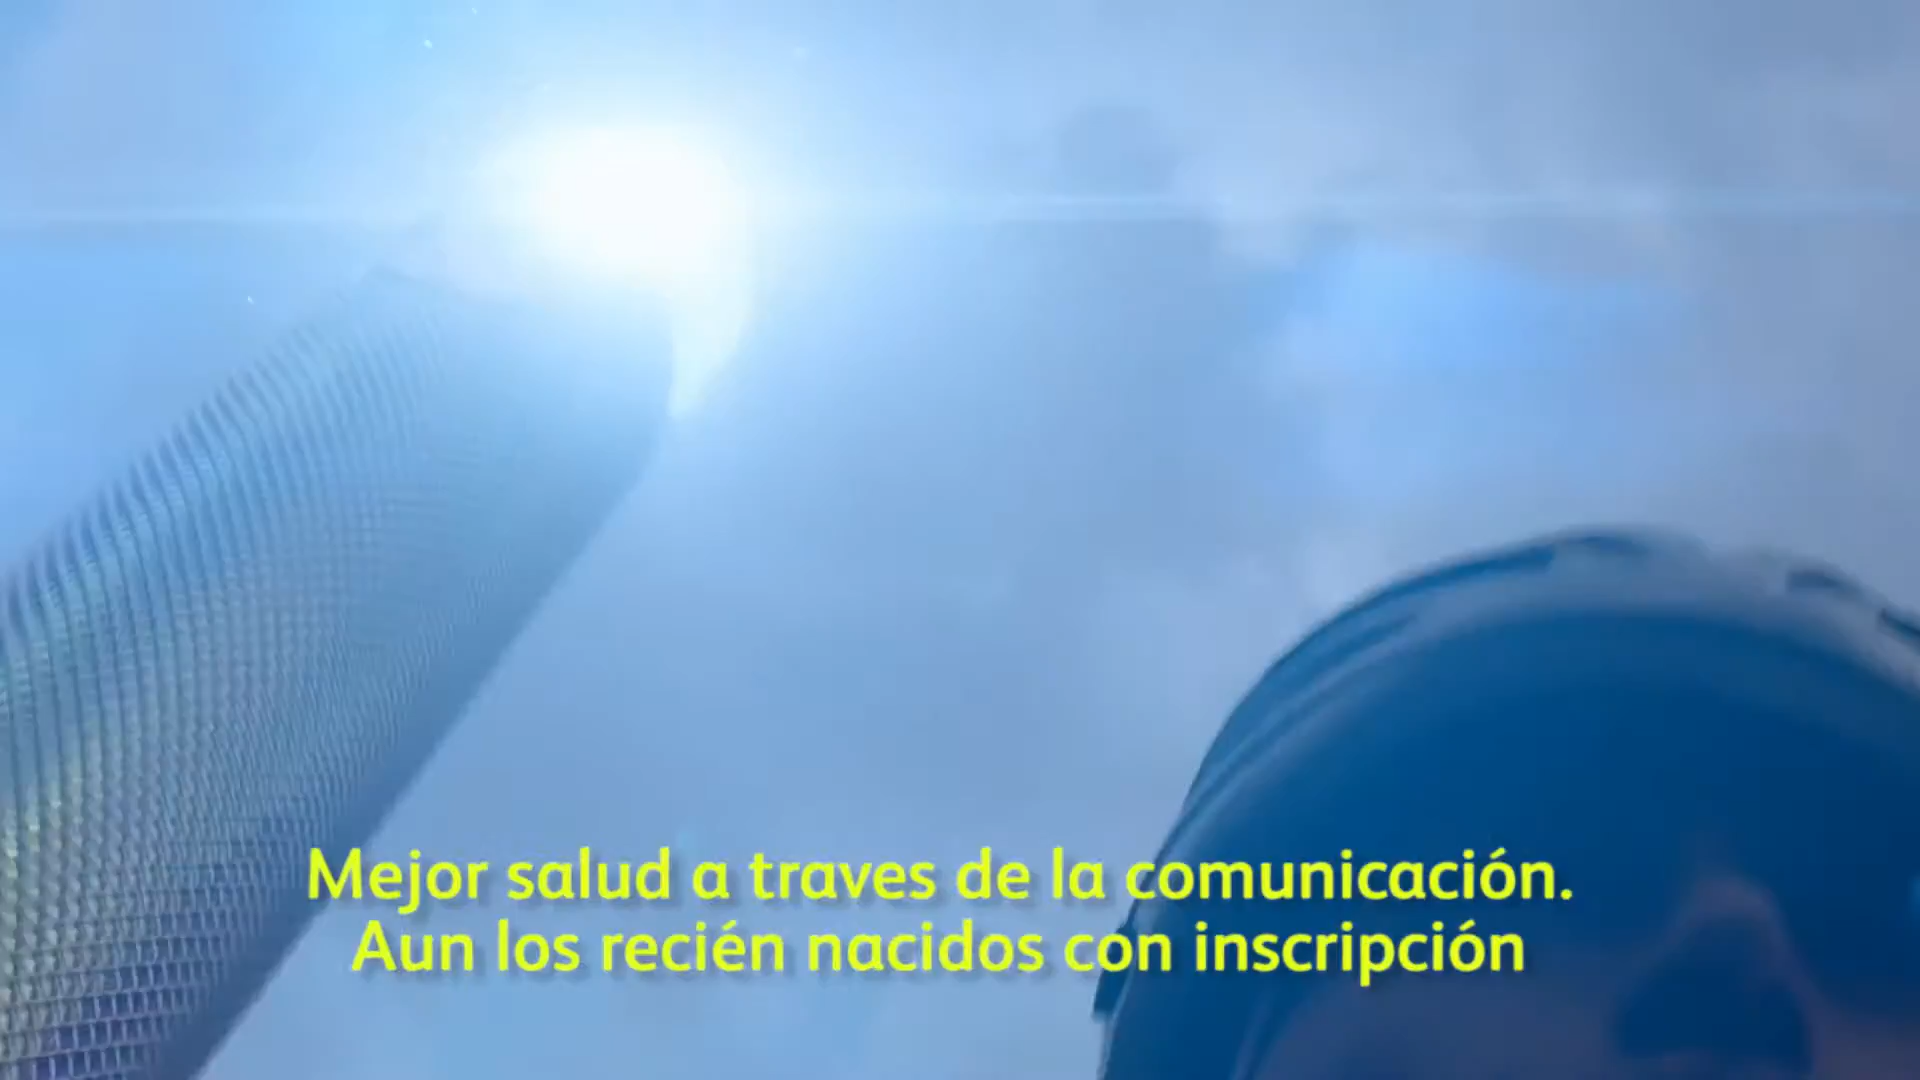 Mejor salud a traves de la comunicación.
Aun los recién nacidos con inscripción